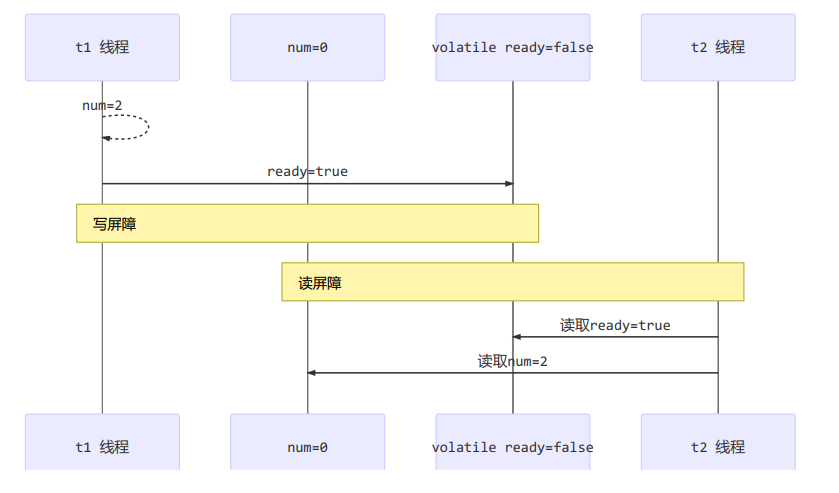 t1 线程
num=0
volatile ready=false
t2 线程
num=2
ready=true
写屏障
读屏障
读取ready=true
读取num=2
t1 线程
num=0
volatile ready=false
t2 线程